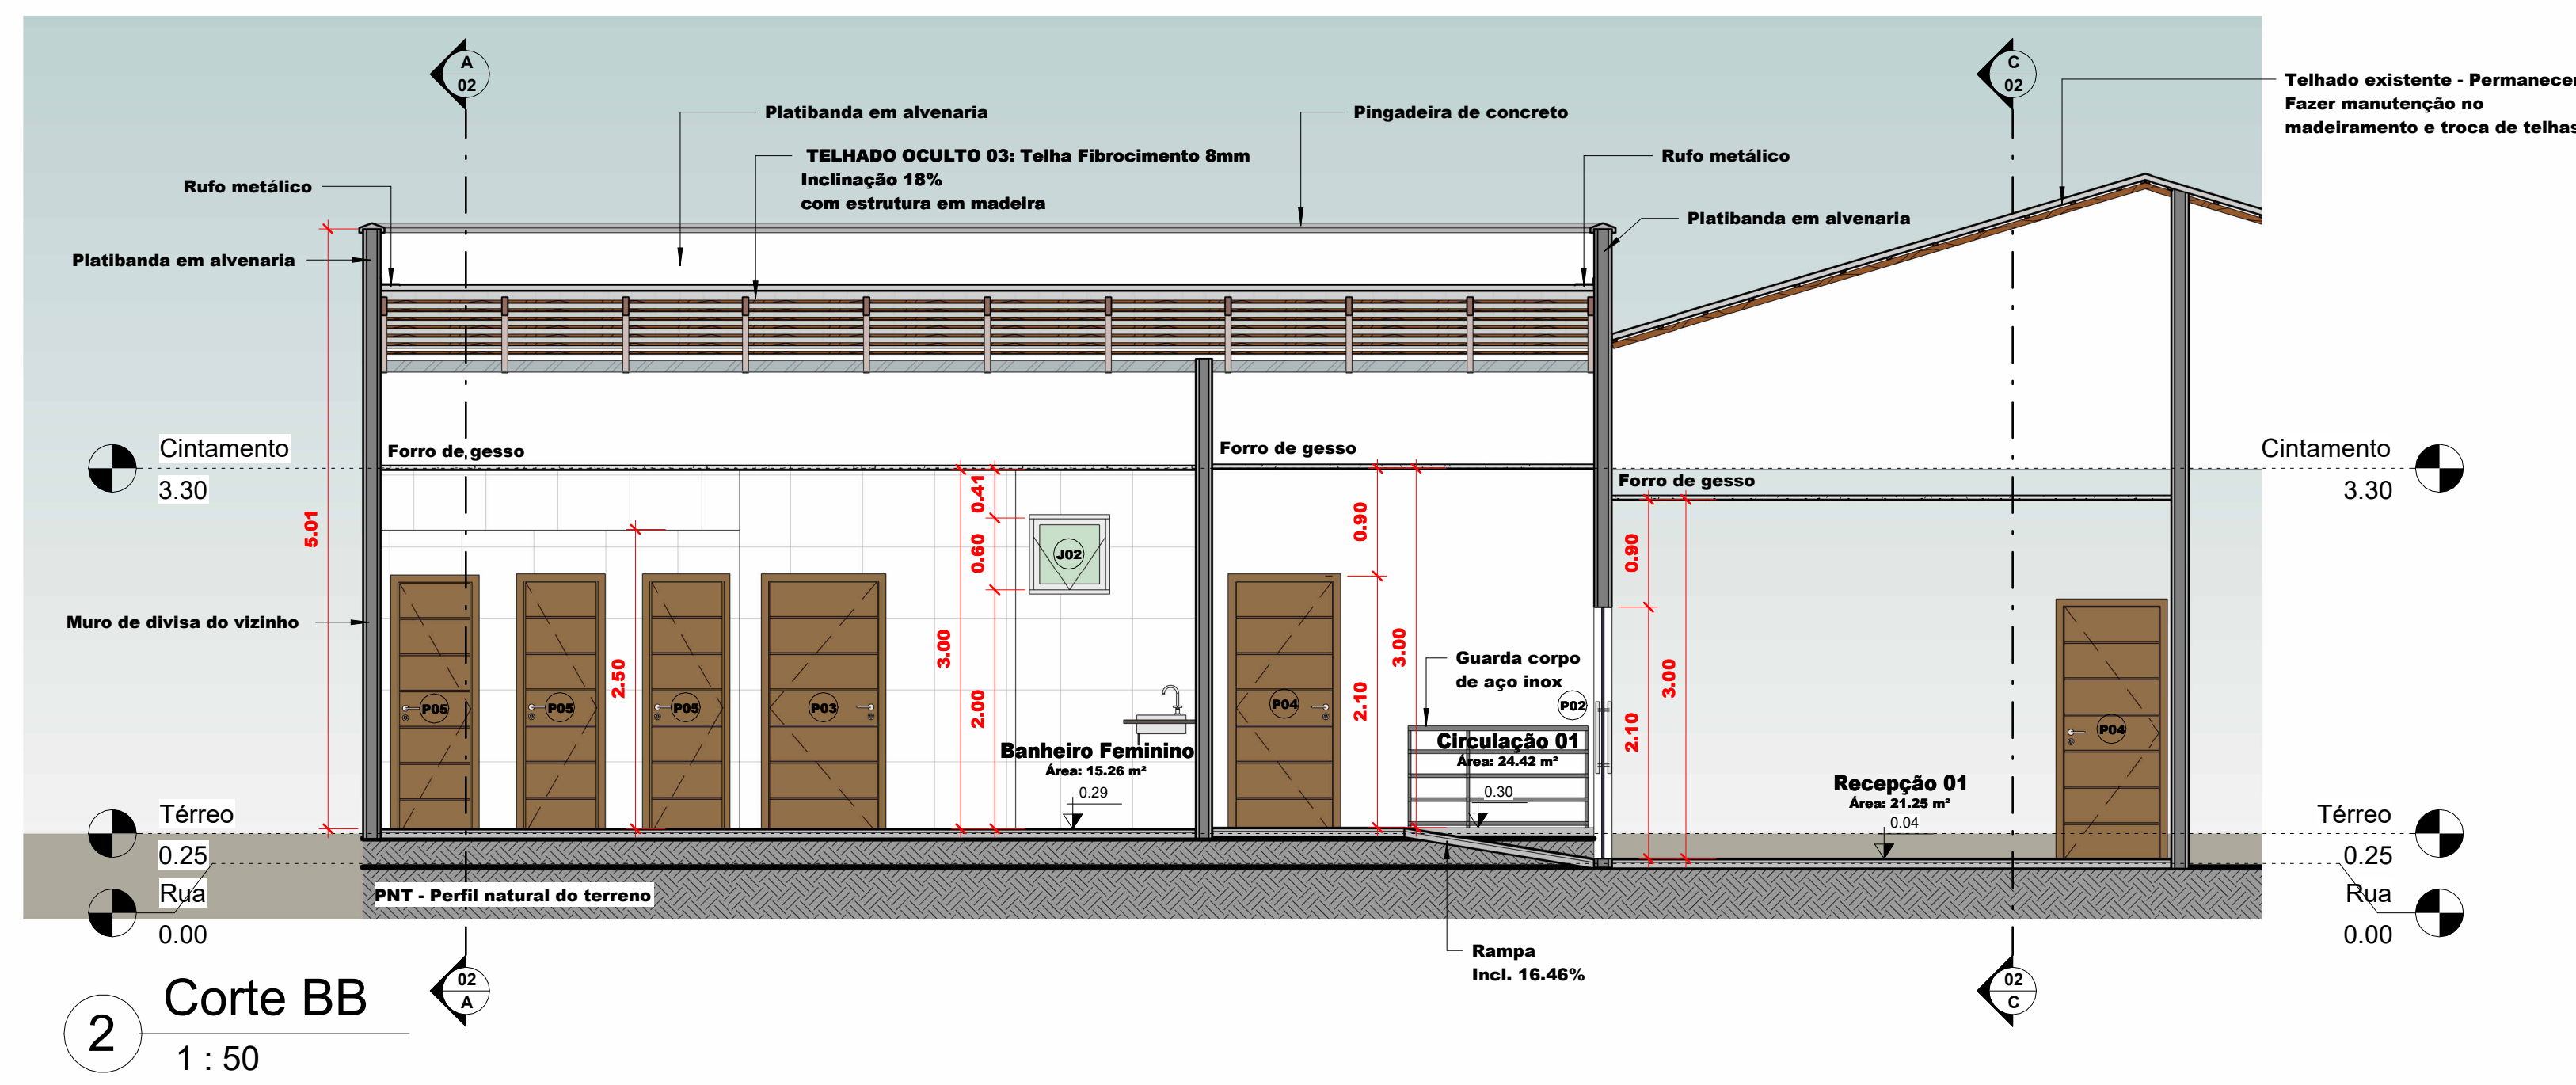 A
02
C
02
Telhado existente - Permanecer
Fazer manutenção no
madeiramento e troca de telhas
Platibanda em alvenaria
Pingadeira de concreto
TELHADO OCULTO 03: Telha Fibrocimento 8mm
Inclinação 18%
com estrutura em madeira
Rufo metálico
Rufo metálico
Platibanda em alvenaria
Platibanda em alvenaria
Cintamento
3.30
Forro de gesso
Forro de gesso
Forro de gesso
Cintamento
3.30
5.01
0.41
0.60
0.90
0.90
J02
Muro de divisa do vizinho
2.50
3.00
2.00
2.10
3.00
2.10
3.00
Guarda corpo
de aço inox
P05
P05
P05
P03
P04
P02
P04
Banheiro Feminino
Área: 15.26 m²
0.29
Circulação 01
Área: 24.42 m²
0.30
Recepção 01
Área: 21.25 m²
0.04
Térreo
0.25
Rua
0.00
Térreo
0.25
Rua
0.00
PNT - Perfil natural do terreno
Rampa
Incl. 16.46%
02
A
02
C
2
Corte BB
1 : 50